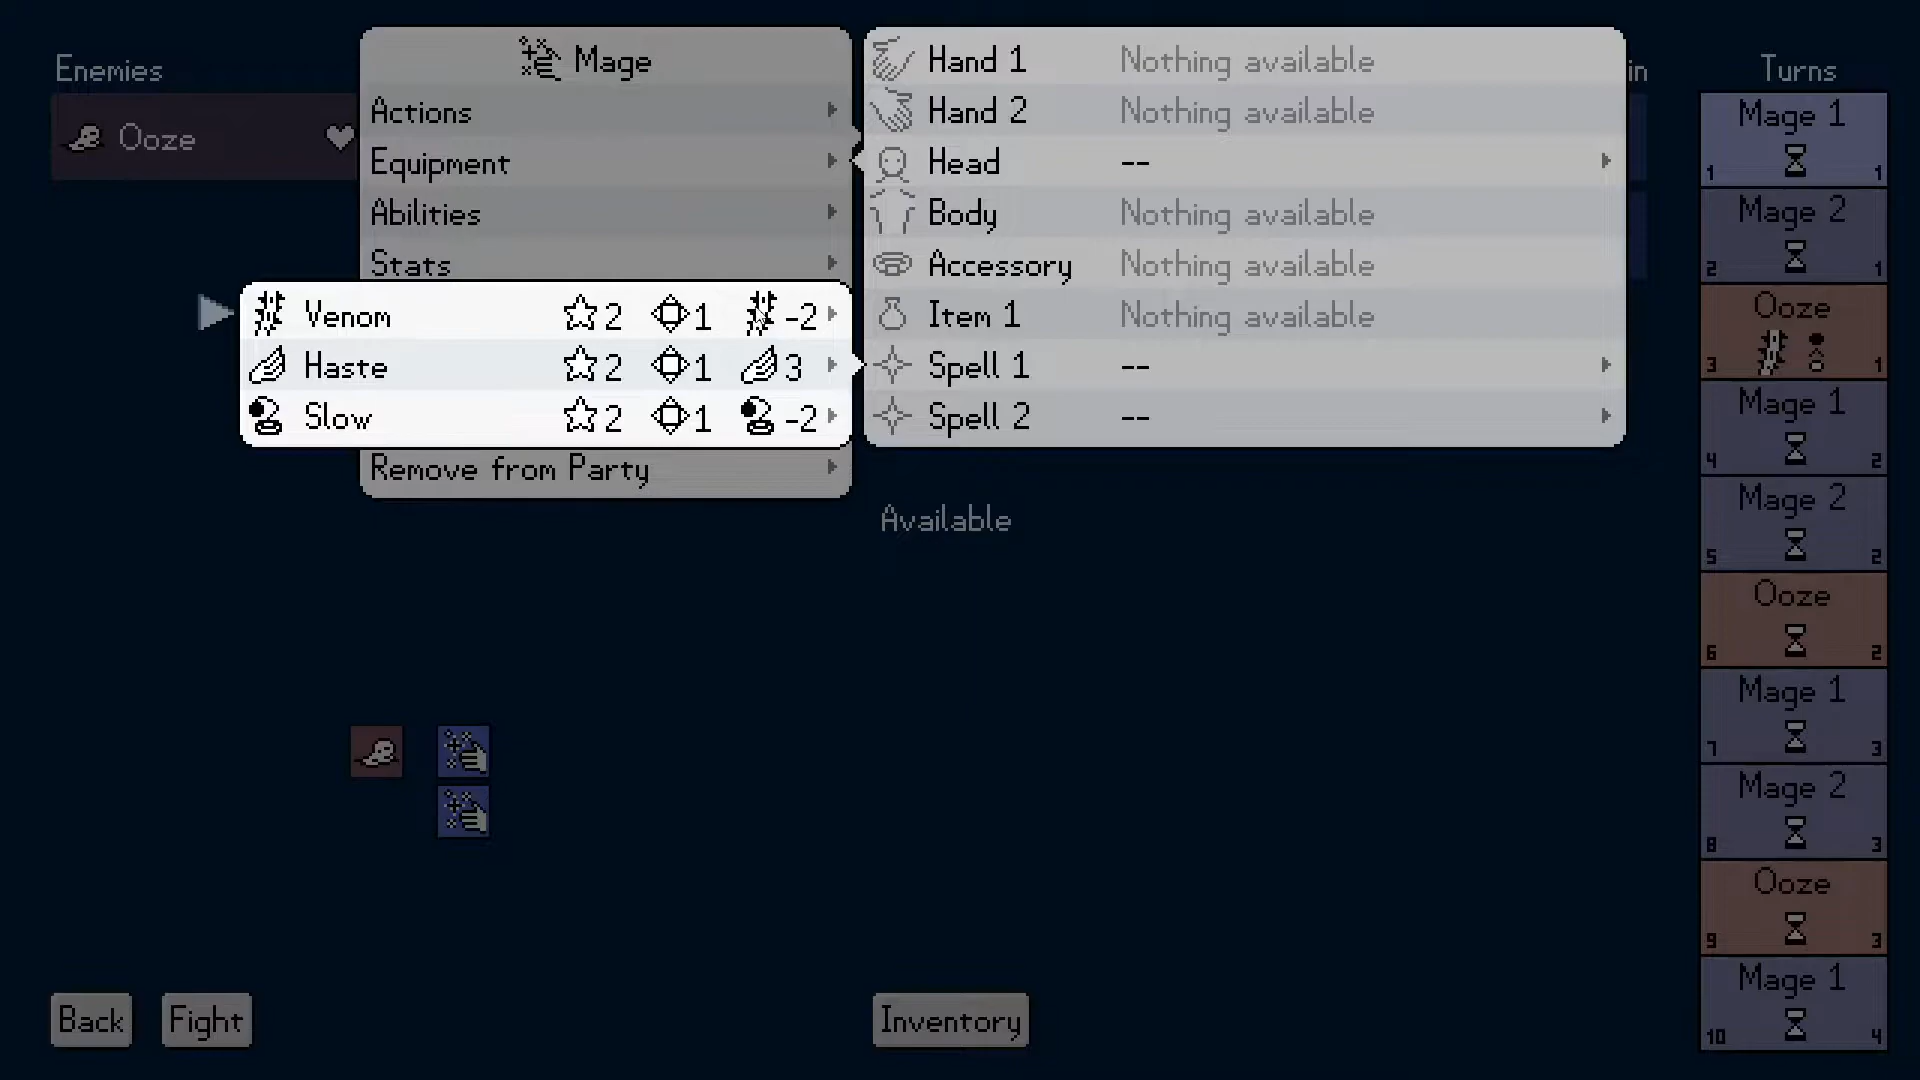 Enemies
Ooze
Mage
Actions
Equipment
Abilities
Stats
Venom 2 1 -2
Haste 2 1 3
Slow 2 1 -2
Remove from Party
Hand 1 Nothing available
Hand 2 Nothing available
Head --
Body Nothing available
Accessory Nothing available
Item 1 Nothing available
Spell 1 --
Spell 2 --
Available
in
Turns
Mage 1
1 1
Mage 2
2 1
Ooze
3 1
Mage 1
4 2
Mage 2
5 2
Ooze
6 2
Mage 1
7 3
Mage 2
8 3
Ooze
9 3
Mage 1
10 4
Back
Fight
Inventory